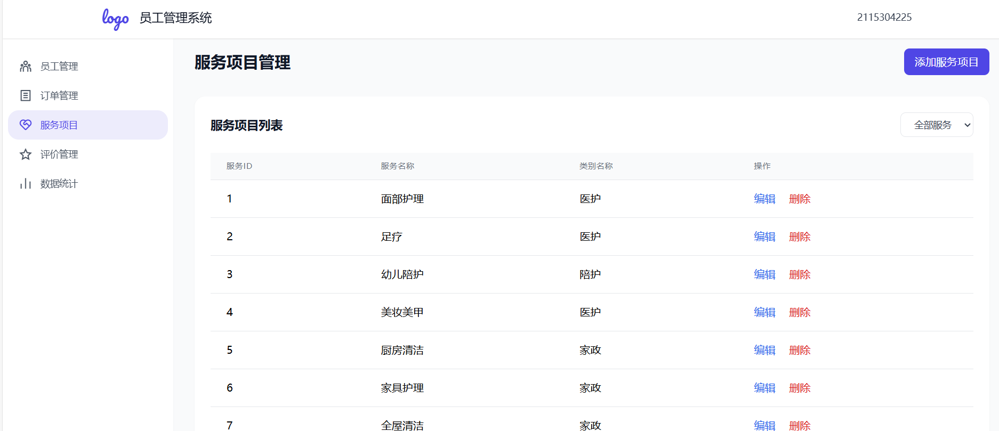 logo 员工管理系统 2115304225
员工管理
订单管理
服务项目
评价管理
数据统计
服务项目管理 添加服务项目
服务项目列表 全部服务
服务ID 服务名称 类别名称 操作
1 面部护理 医护 编辑 删除
2 足疗 医护 编辑 删除
3 幼儿陪护 陪护 编辑 删除
4 美妆美甲 医护 编辑 删除
5 厨房清洁 家政 编辑 删除
6 家具护理 家政 编辑 删除
7 全屋清洁 家政 编辑 删除